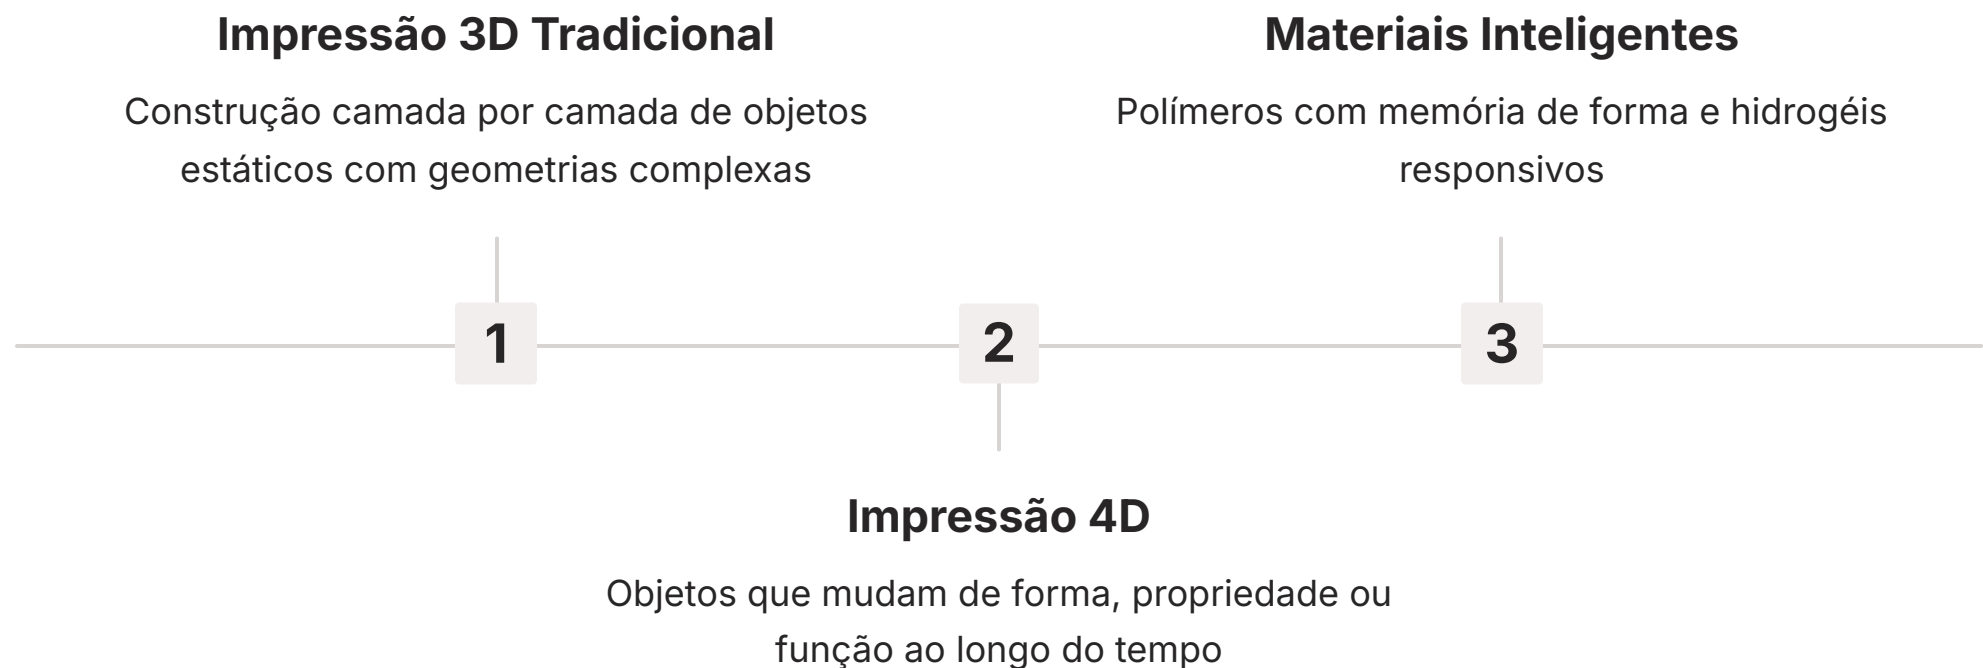 Impressão 3D Tradicional
Construção camada por camada de objetos
estáticos com geometrias complexas
1
2
Impressão 4D
Objetos que mudam de forma, propriedade ou
função ao longo do tempo
Materiais Inteligentes
Polímeros com memória de forma e hidrogéis
responsivos
3